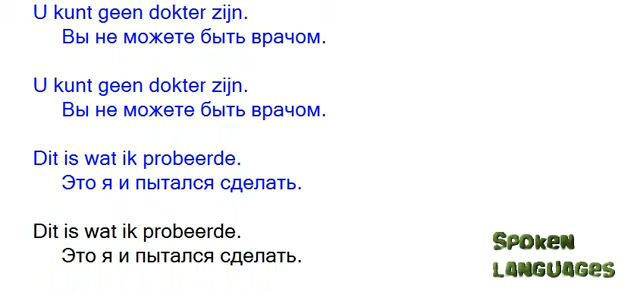 U kunt geen dokter zijn.
Вы не можете быть врачом.
U kunt geen dokter zijn.
Вы не можете быть врачом.
Dit is wat ik probeerde.
Это я и пытался сделать.
Dit is wat ik probeerde.
Это я и пытался сделать.
Spoken
Languages